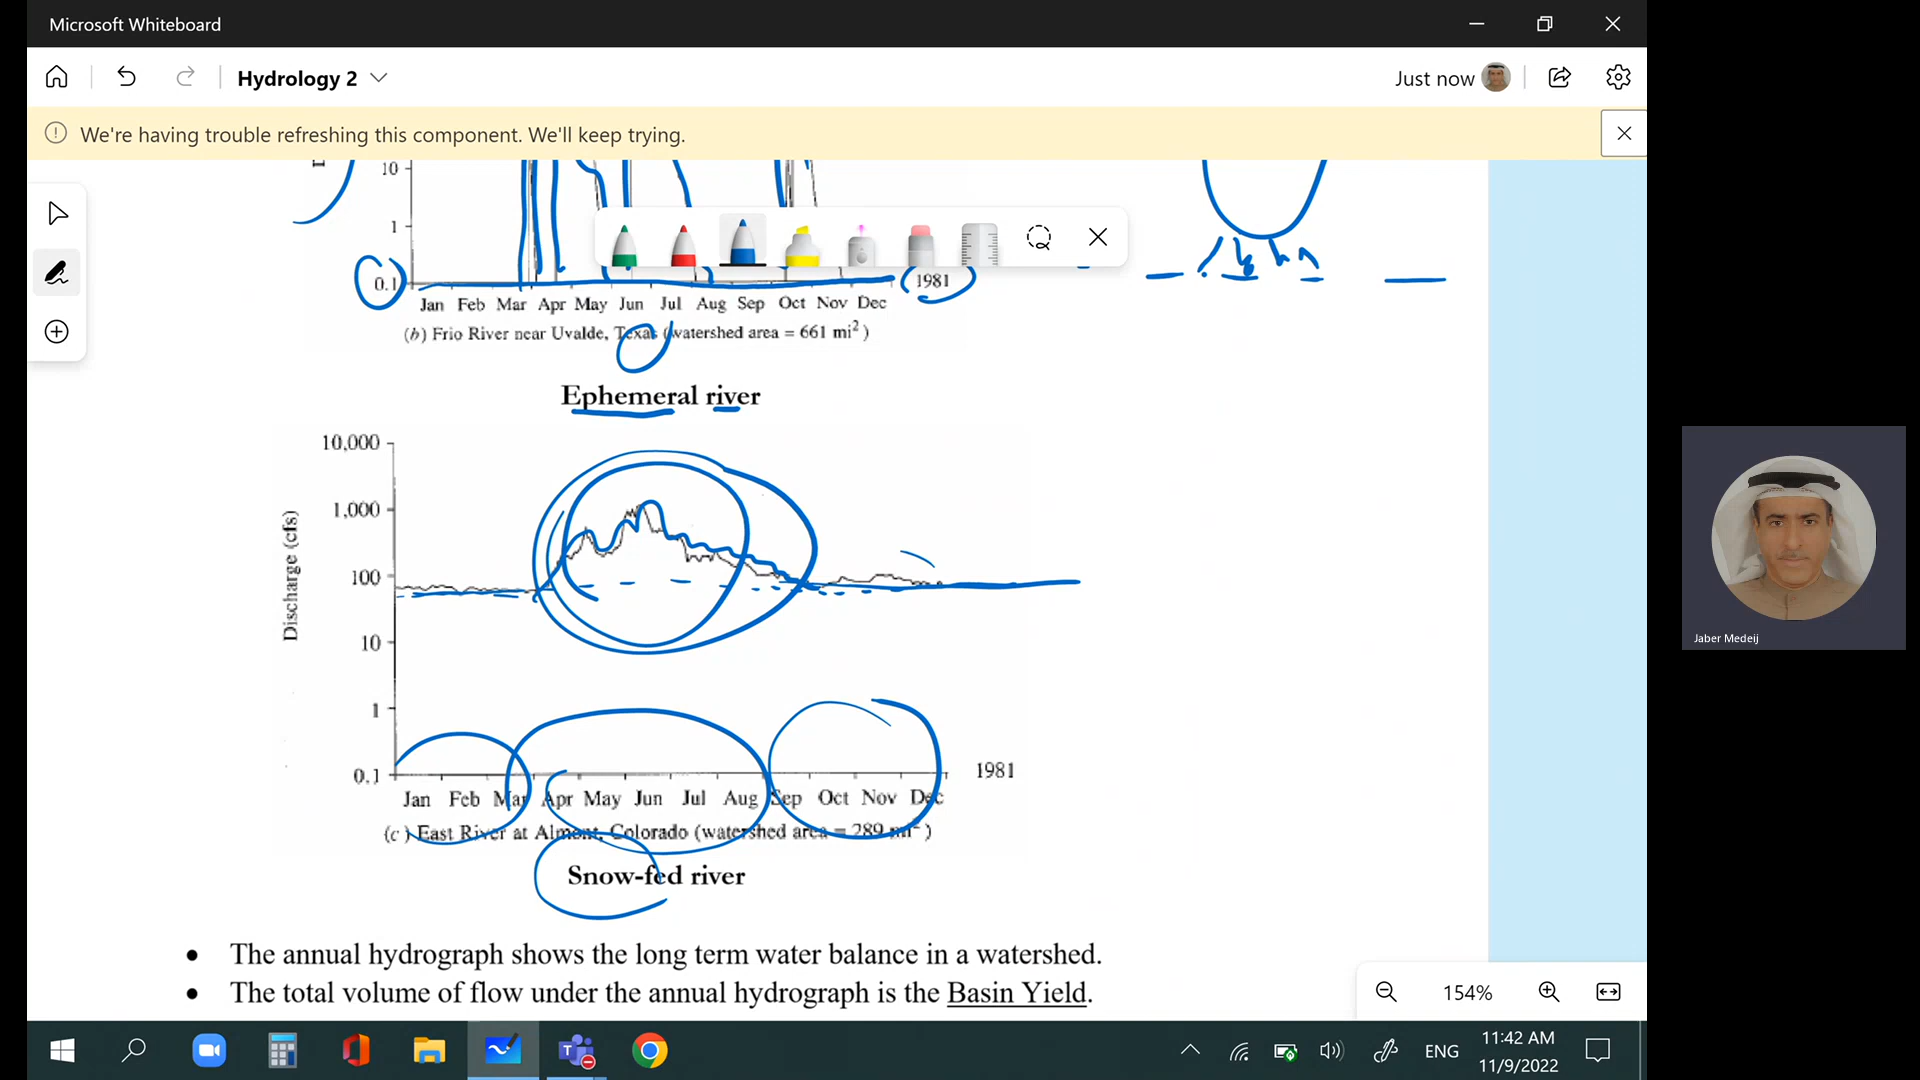 Microsoft Whiteboard
Hydrology 2
Just now
We're having trouble refreshing this component. We'll keep trying.
10
1
0.1
1981
Jan Feb Mar Apr May Jun Jul Aug Sep Oct Nov Dec
(b) Frio River near Uvalde, Texas (watershed area = 661 mi²)
Ephemeral river
10,000
1,000
100
10
1
0.1
Discharge (cfs)
1981
Jan Feb Mar Apr May Jun Jul Aug Sep Oct Nov Dec
(c) East River at Almont, Colorado (watershed area = 289 mi²)
Snow-fed river
• The annual hydrograph shows the long term water balance in a watershed.
• The total volume of flow under the annual hydrograph is the Basin Yield.
154%
Jaber Medeij
ENG
11:42 AM
11/9/2022